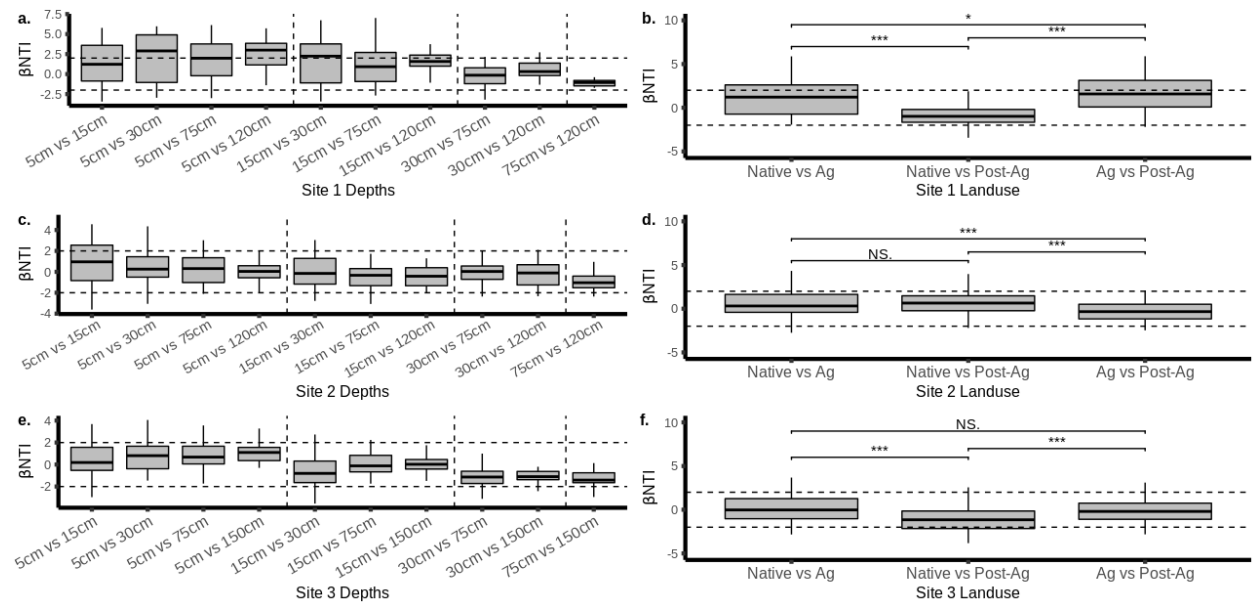 a.
βNTI
7.5
5.0
2.5
0.0
-2.5
5cm vs 15cm
5cm vs 30cm
5cm vs 75cm
5cm vs 120cm
15cm vs 30cm
15cm vs 75cm
15cm vs 120cm
30cm vs 75cm
30cm vs 120cm
75cm vs 120cm
Site 1 Depths
b.
βNTI
10
5
0
-5
*
***
***
Native vs Ag
Native vs Post-Ag
Ag vs Post-Ag
Site 1 Landuse
c.
βNTI
4
2
0
-2
-4
5cm vs 15cm
5cm vs 30cm
5cm vs 75cm
5cm vs 120cm
15cm vs 30cm
15cm vs 75cm
15cm vs 120cm
30cm vs 75cm
30cm vs 120cm
75cm vs 120cm
Site 2 Depths
d.
βNTI
10
5
0
-5
***
NS.
***
Native vs Ag
Native vs Post-Ag
Ag vs Post-Ag
Site 2 Landuse
e.
βNTI
4
2
0
-2
5cm vs 15cm
5cm vs 30cm
5cm vs 75cm
5cm vs 150cm
15cm vs 30cm
15cm vs 75cm
15cm vs 150cm
30cm vs 75cm
30cm vs 150cm
75cm vs 150cm
Site 3 Depths
f.
βNTI
10
5
0
-5
NS.
***
***
Native vs Ag
Native vs Post-Ag
Ag vs Post-Ag
Site 3 Landuse